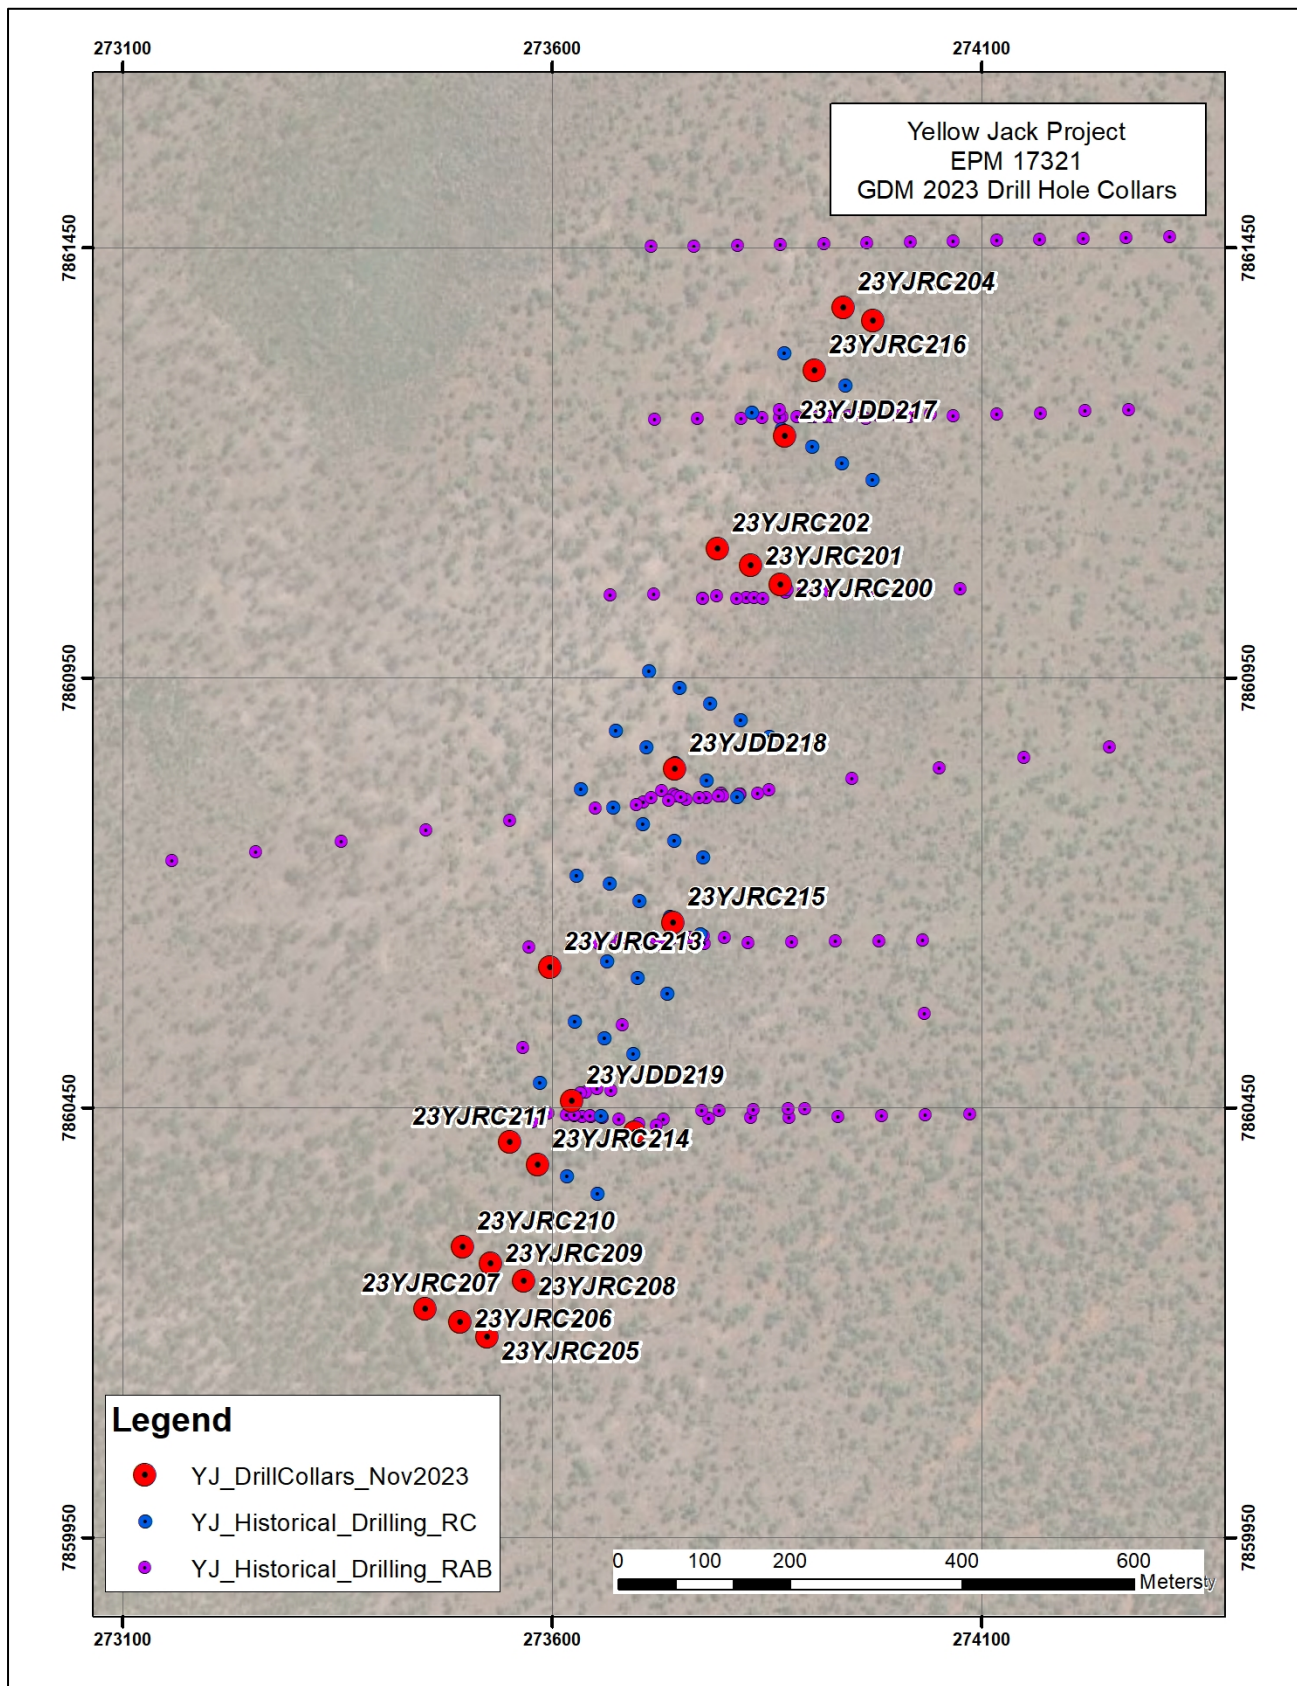 273100
273600
274100
Yellow Jack Project
EPM 17321
GDM 2023 Drill Hole Collars
7861450
7861450
23YJRC204
23YJRC216
23YJDD217
23YJRC202
23YJRC201
23YJRC200
7860950
7860950
23YJDD218
23YJRC215
23YJRC213
23YJDD219
7860450
7860450
23YJRC211
23YJRC214
23YJRC210
23YJRC209
23YJRC207
23YJRC208
23YJRC206
23YJRC205
Legend
YJ_DrillCollars_Nov2023
YJ_Historical_Drilling_RC
YJ_Historical_Drilling_RAB
7859950
7859950
0 100 200 400 600
Meters
273100
273600
274100